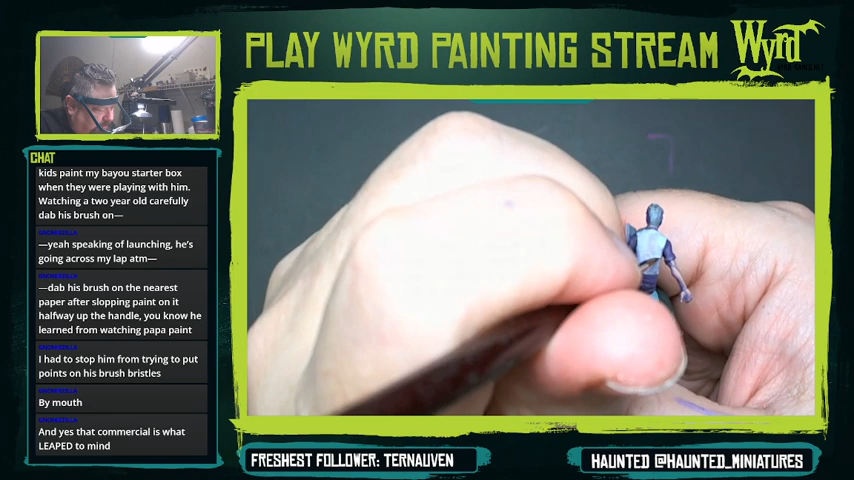 PLAY WYRD PAINTING STREAM
Wyrd
CHAT
kids paint my bayou starter box
when they were playing with him.
Watching a two year old carefully
dab his brush on—
—yeah speaking of launching, he's
going across my lap atm—
—dab his brush on the nearest
paper after slopping paint on it
halfway up the handle, you know he
learned from watching papa paint
I had to stop him from trying to put
points on his brush bristles
By mouth
And yes that commercial is what
LEAPED to mind
FRESHEST FOLLOWER: TERNAUVEN
HAUNTED @HAUNTED_MINIATURES